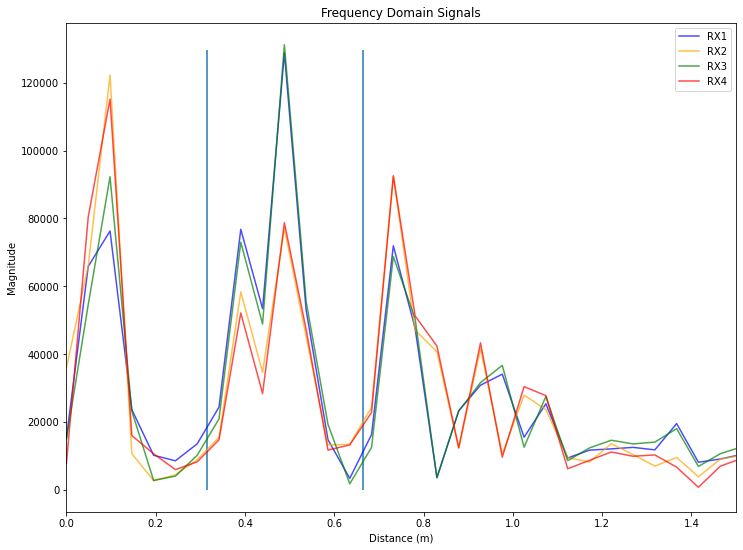 Frequency Domain Signals
RX1
RX2
RX3
RX4
Magnitude
120000
100000
80000
60000
40000
20000
0
0.0
0.2
0.4
0.6
0.8
1.0
1.2
1.4
Distance (m)